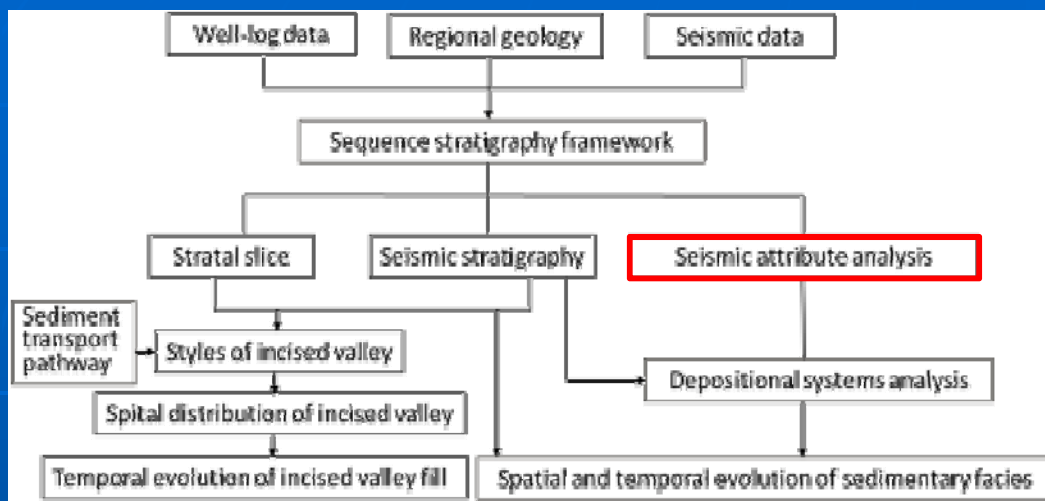 Well-log data
Regional geology
Seismic data
Sequence stratigraphy framework
Stratal slice
Seismic stratigraphy
Seismic attribute analysis
Sediment
transport
pathway
Styles of incised valley
Depositional systems analysis
Spital distribution of incised valley
Temporal evolution of incised valley fill
Spatial and temporal evolution of sedimentary facies